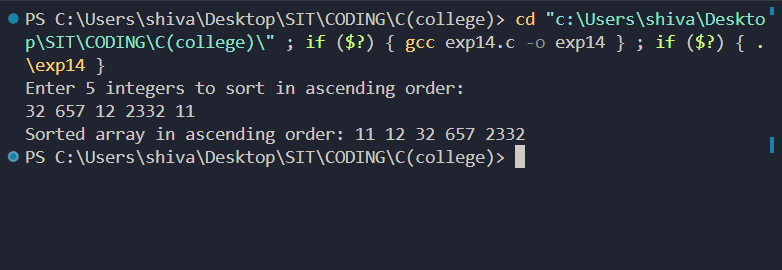 PS C:\Users\shiva\Desktop\SIT\CODING\C(college)> cd "c:\Users\shiva\Deskto
p\SIT\CODING\C(college)\" ; if ($?) { gcc exp14.c -o exp14 } ; if ($?) { .
\exp14 }
Enter 5 integers to sort in ascending order:
32 657 12 2332 11
Sorted array in ascending order: 11 12 32 657 2332
PS C:\Users\shiva\Desktop\SIT\CODING\C(college)>